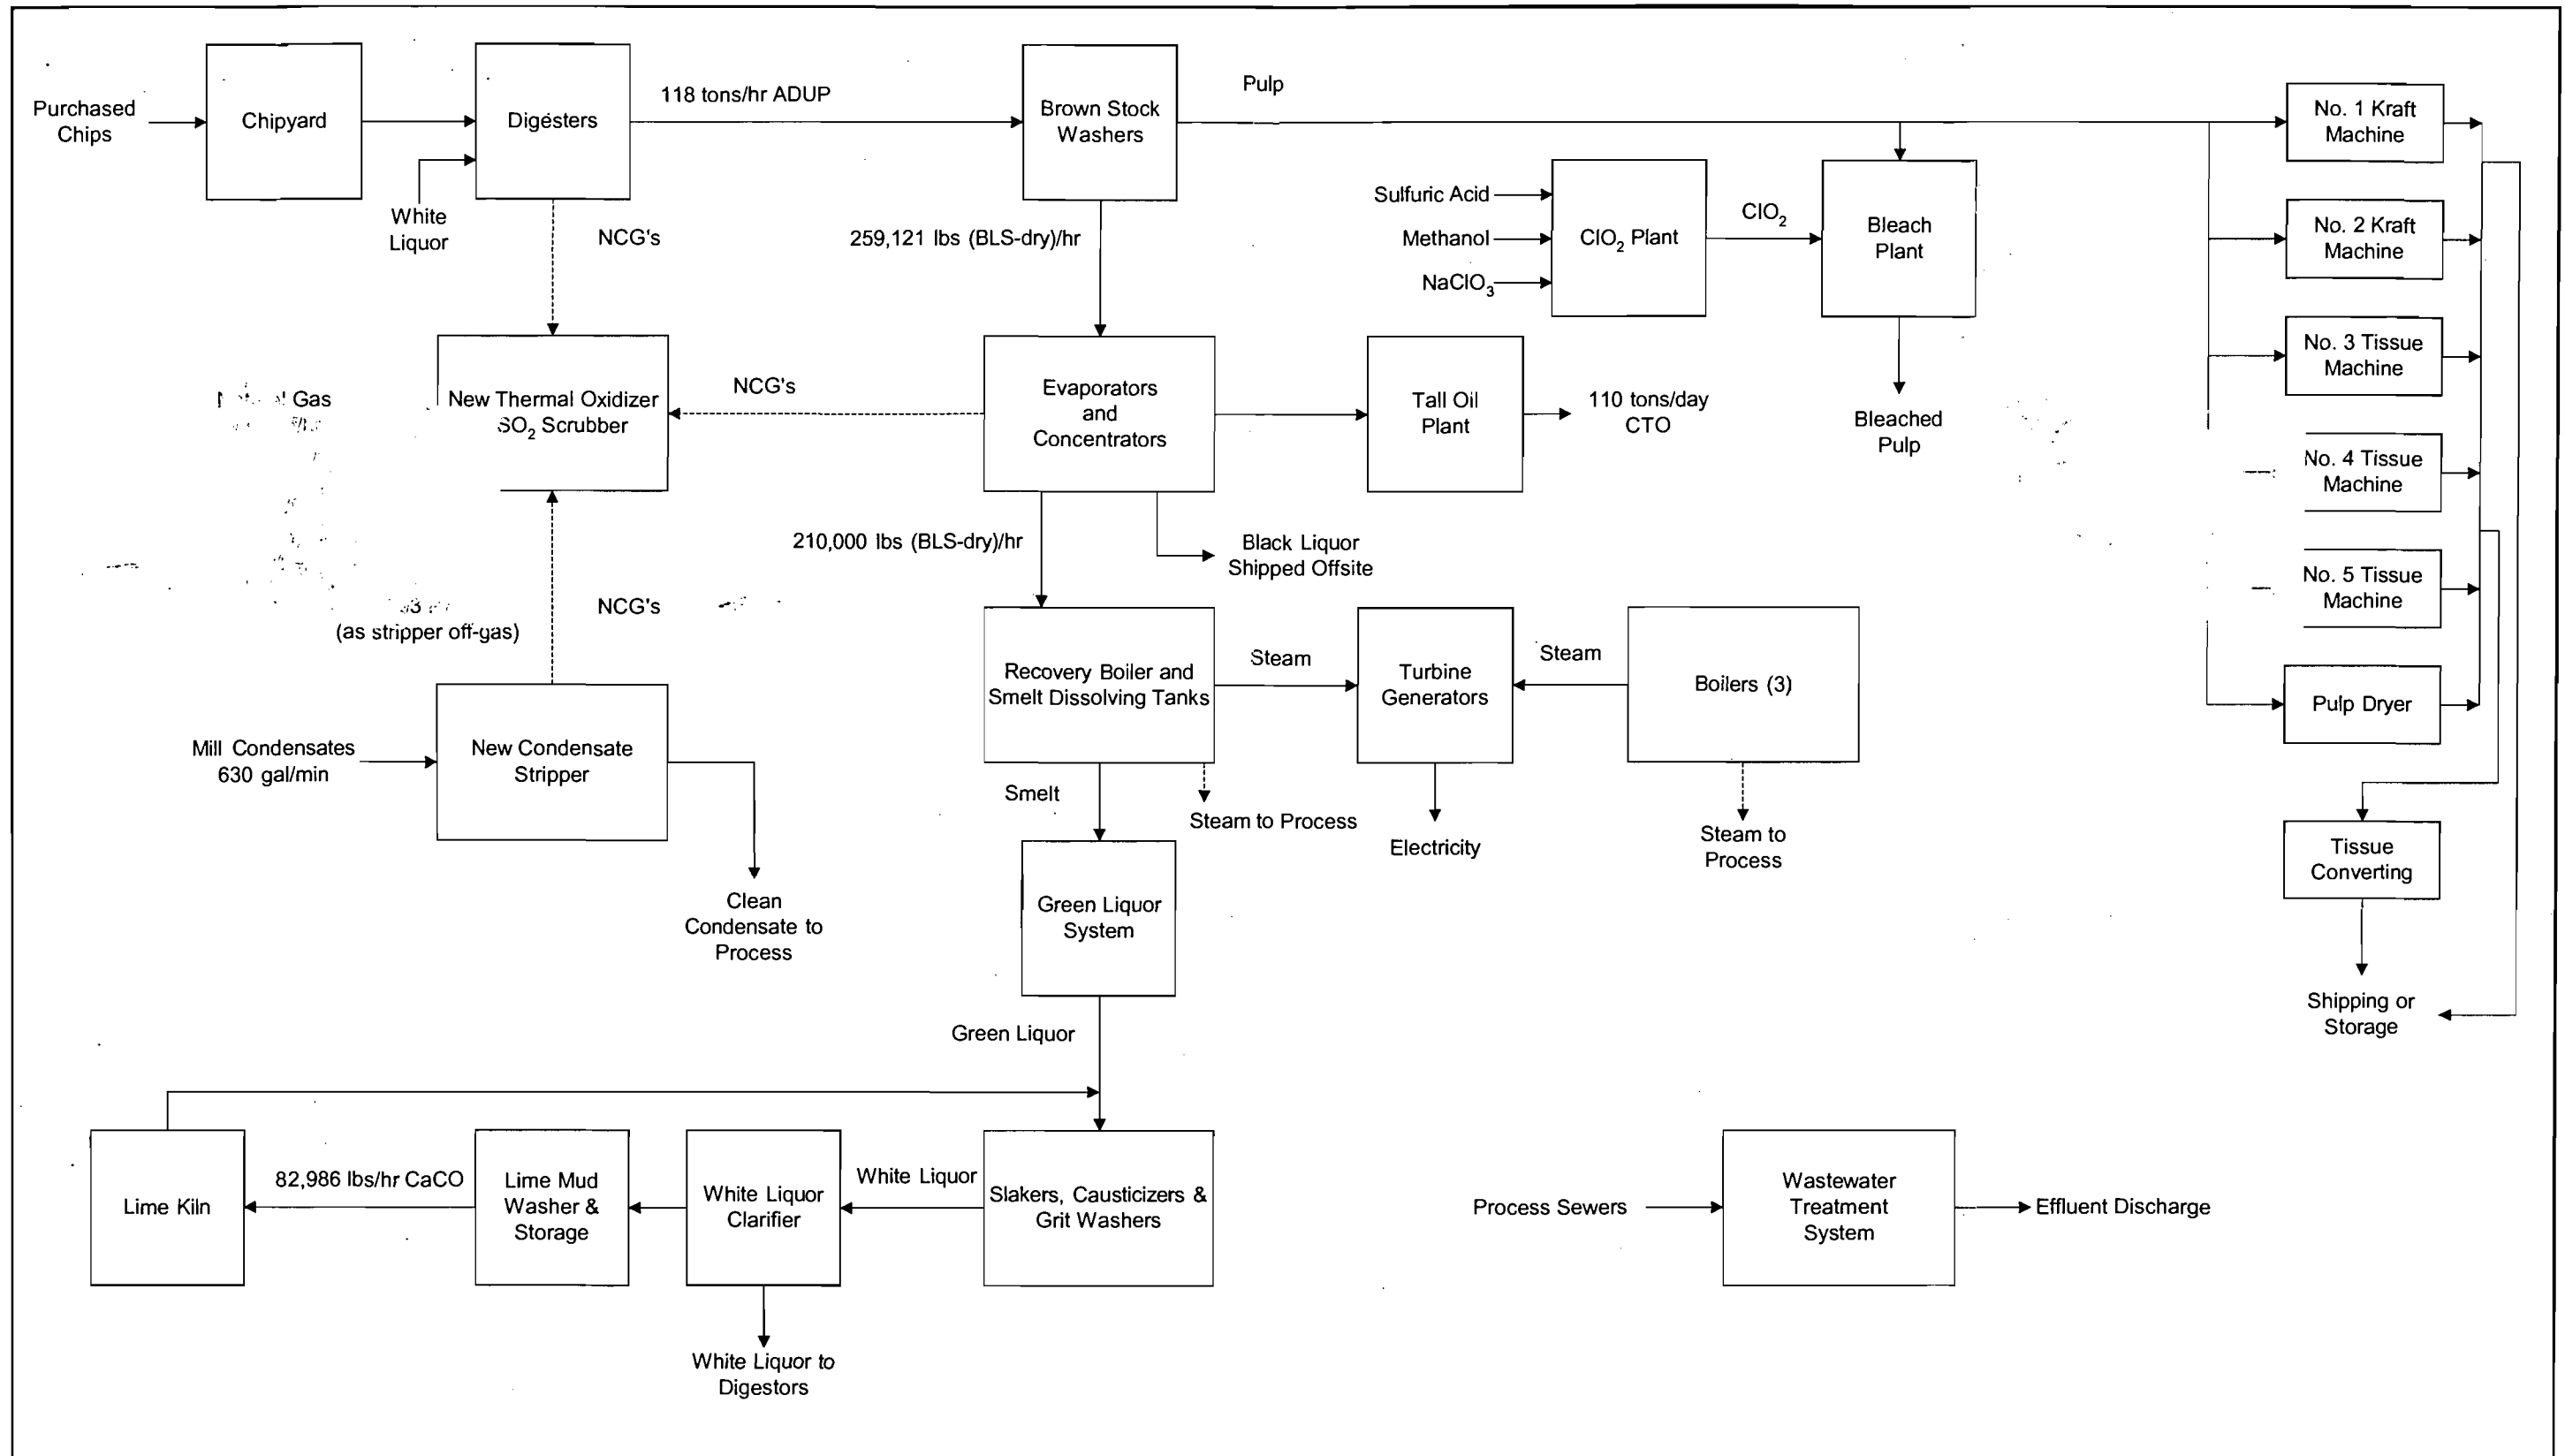 Purchased
Chips
Chipyard
Digesters
118 tons/hr ADUP
Brown Stock
Washers
Pulp
No. 1 Kraft
Machine
White
Liquor
NCG's
259,121 lbs (BLS-dry)/hr
Sulfuric Acid
Methanol
NaClO3
ClO2 Plant
ClO2
Bleach
Plant
No. 2 Kraft
Machine
No. 3 Tissue
Machine
Gas
New Thermal Oxidizer
SO2 Scrubber
NCG's
Evaporators
and
Concentrators
Tall Oil
Plant
110 tons/day
CTO
Bleached
Pulp
No. 4 Tissue
Machine
210,000 lbs (BLS-dry)/hr
Black Liquor
Shipped Offsite
No. 5 Tissue
Machine
(as stripper off-gas)
NCG's
Recovery Boiler and
Smelt Dissolving Tanks
Steam
Turbine
Generators
Steam
Boilers (3)
Pulp Dryer
Mill Condensates
630 gal/min
New Condensate
Stripper
Smelt
Steam to Process
Electricity
Steam to
Process
Tissue
Converting
Clean
Condensate to
Process
Green Liquor
System
Shipping or
Storage
Green Liquor
Lime Kiln
82,986 lbs/hr CaCO
Lime Mud
Washer &
Storage
White Liquor
Clarifier
White Liquor
Slakers, Causticizers &
Grit Washers
Process Sewers
Wastewater
Treatment
System
Effluent Discharge
White Liquor to
Digestors